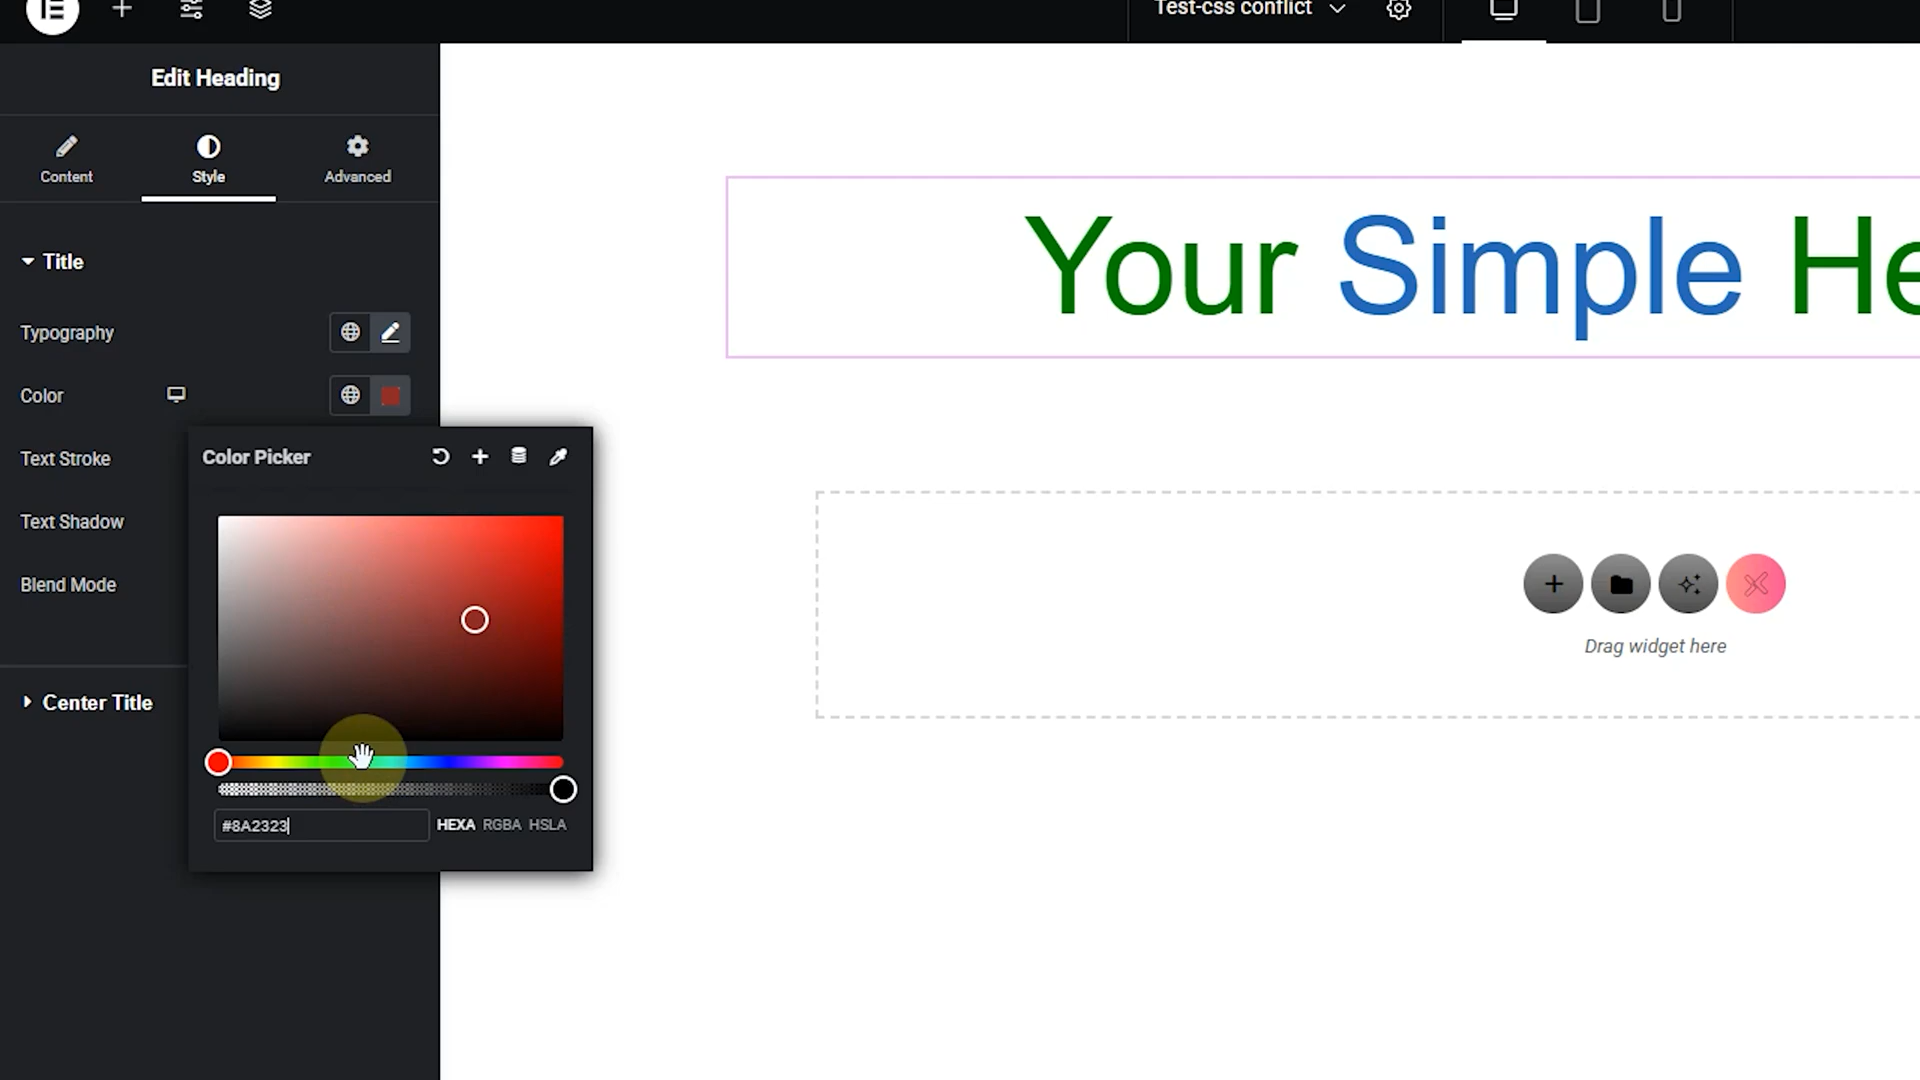 Test-css conflict
Edit Heading
Content
Style
Advanced
Title
Typography
Color
Text Stroke
Text Shadow
Blend Mode
Center Title
Color Picker
#8A2323
HEXA RGBA HSLA
Your Simple He
Drag widget here